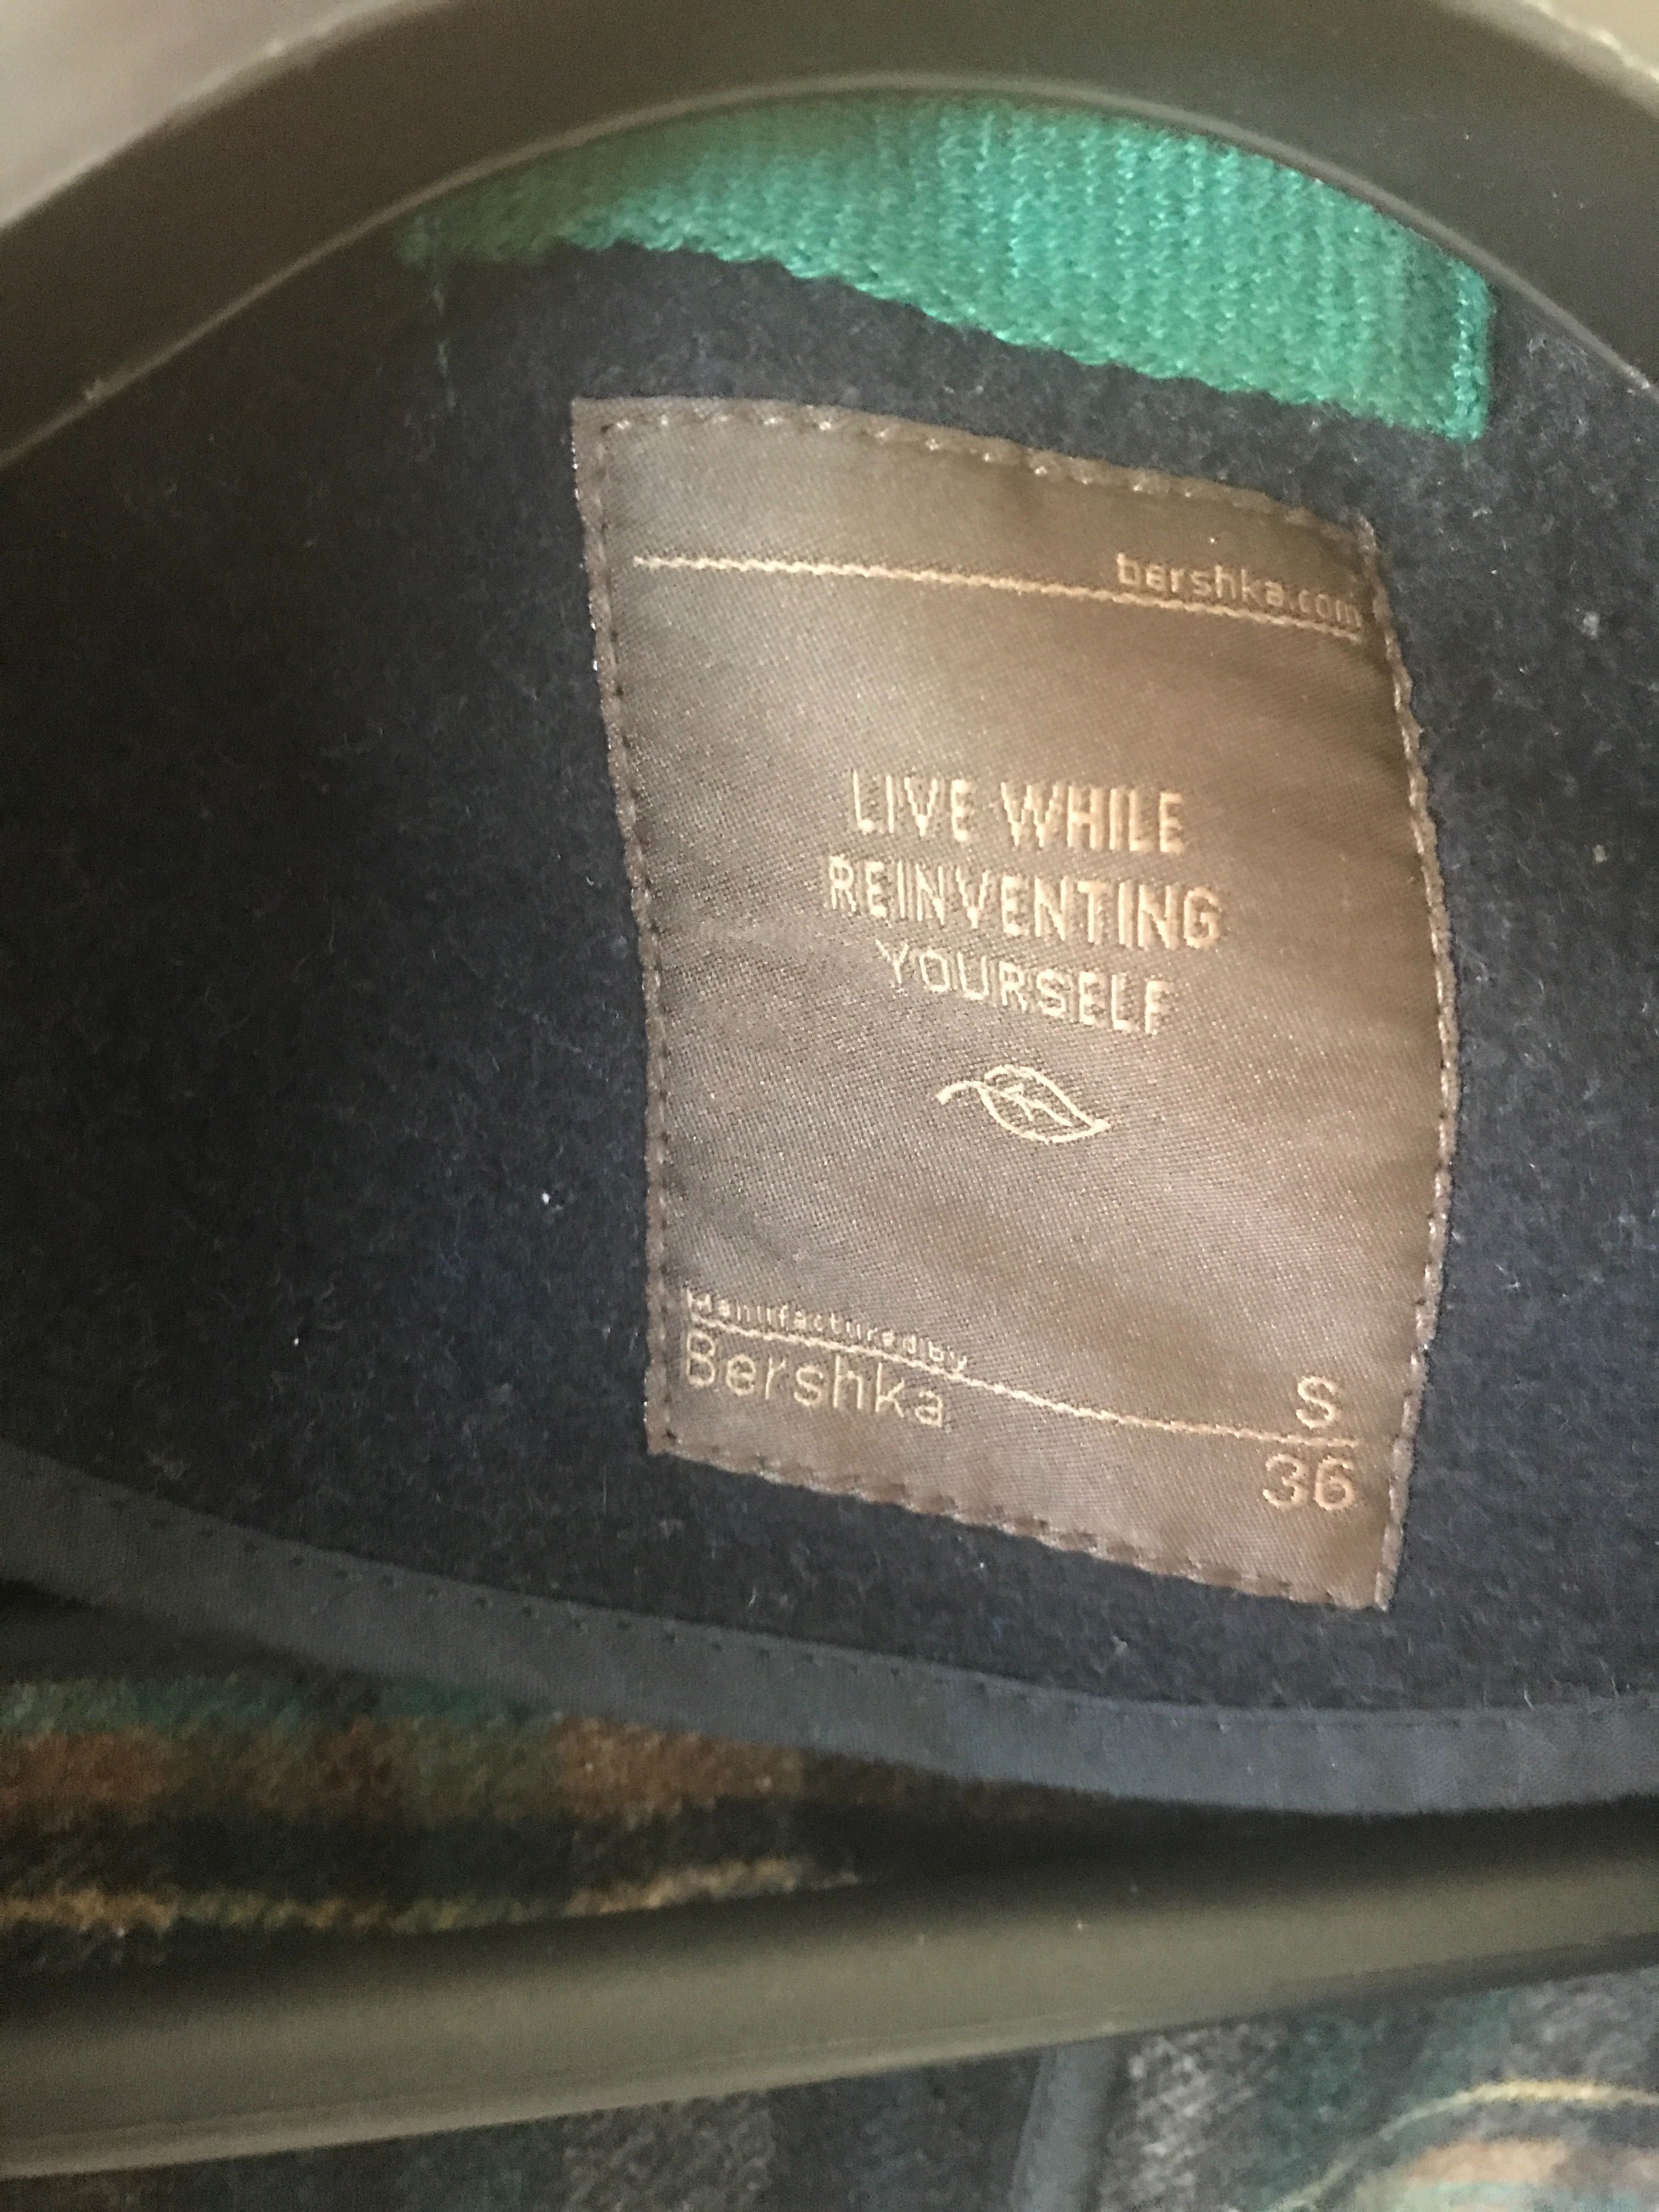 bershka.com
LIVE WHILE
REINVENTING
YOURSELF
Manufactured by
Bershka
S
36